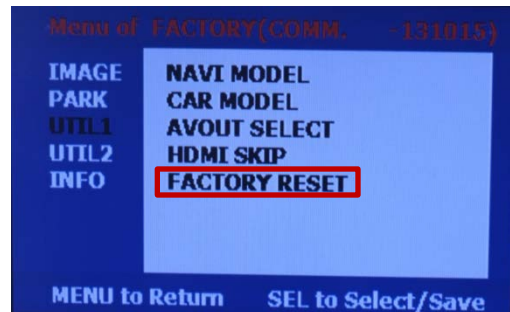 Menu of FACTORY(COMM. -131015)
IMAGE
PARK
UTIL1
UTIL2
INFO
NAVI MODEL
CAR MODEL
AVOUT SELECT
HDMI SKIP
FACTORY RESET
MENU to Return SEL to Select/Save